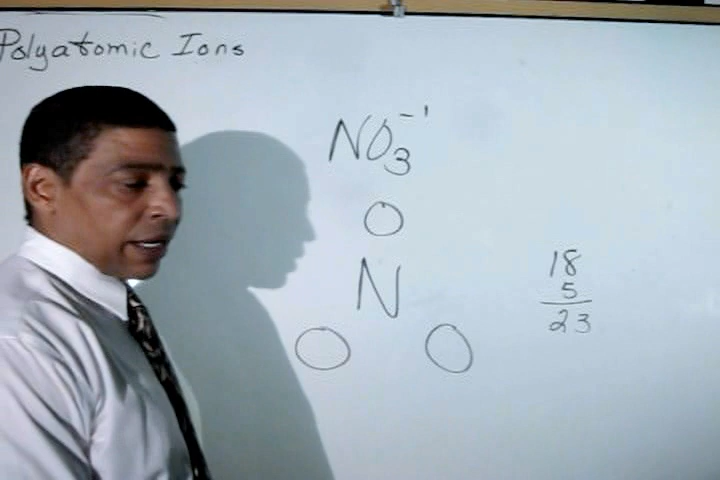 Polyatomic Ions
NO₃⁻¹
O
N
O O
18
5
23